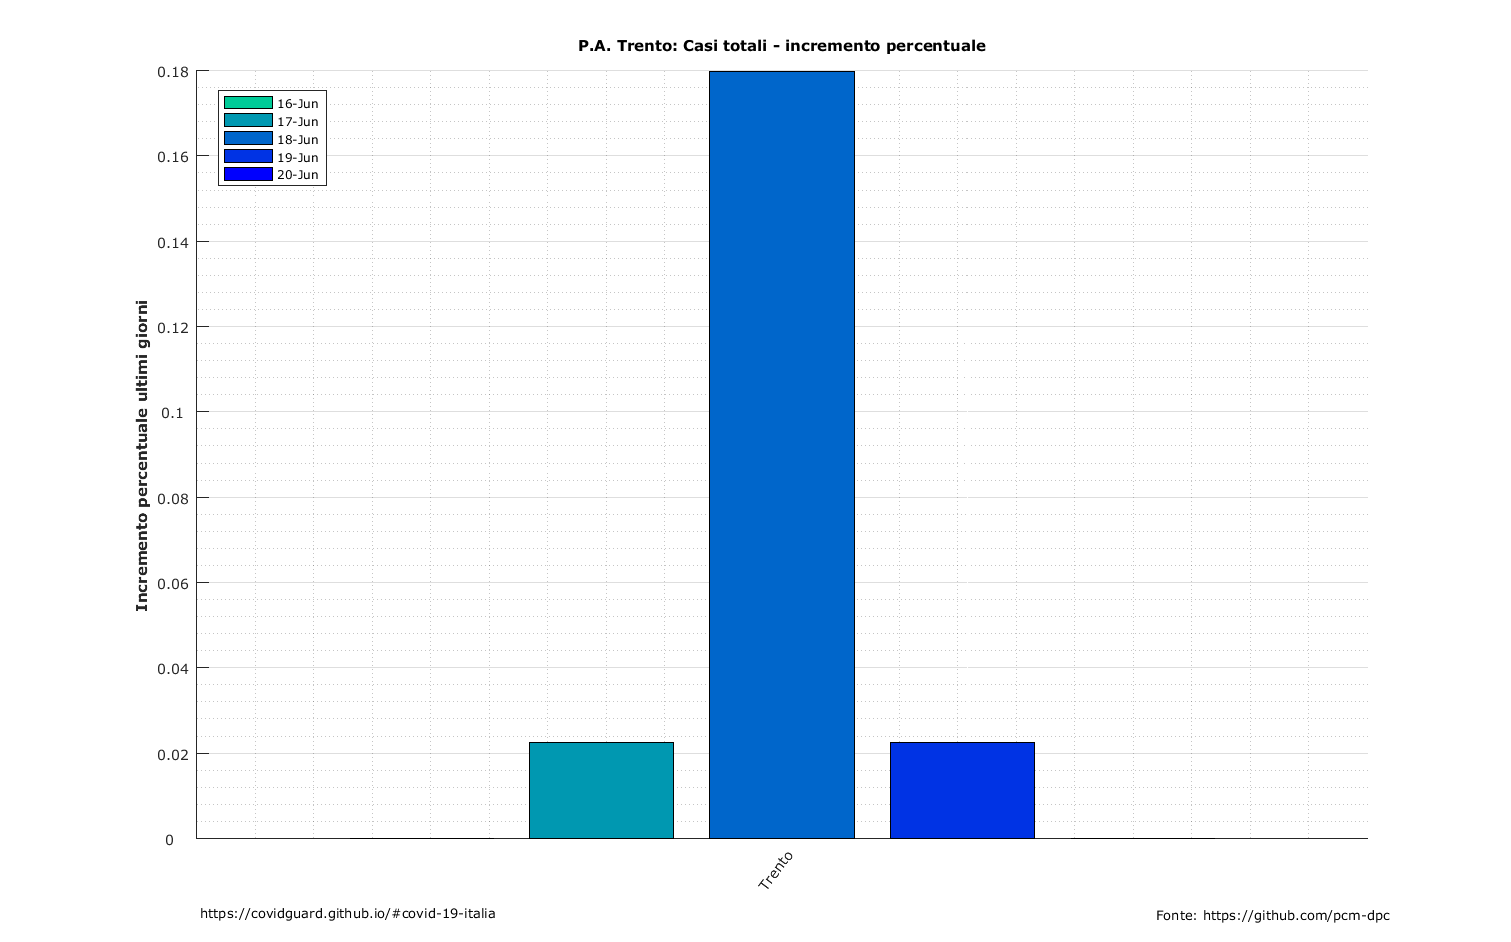 P.A. Trento: Casi totali - incremento percentuale
16-Jun
17-Jun
18-Jun
19-Jun
20-Jun
Incremento percentuale ultimi giorni
0.18
0.16
0.14
0.12
0.1
0.08
0.06
0.04
0.02
0
Trento
https://covidguard.github.io/#covid-19-italia
Fonte: https://github.com/pcm-dpc